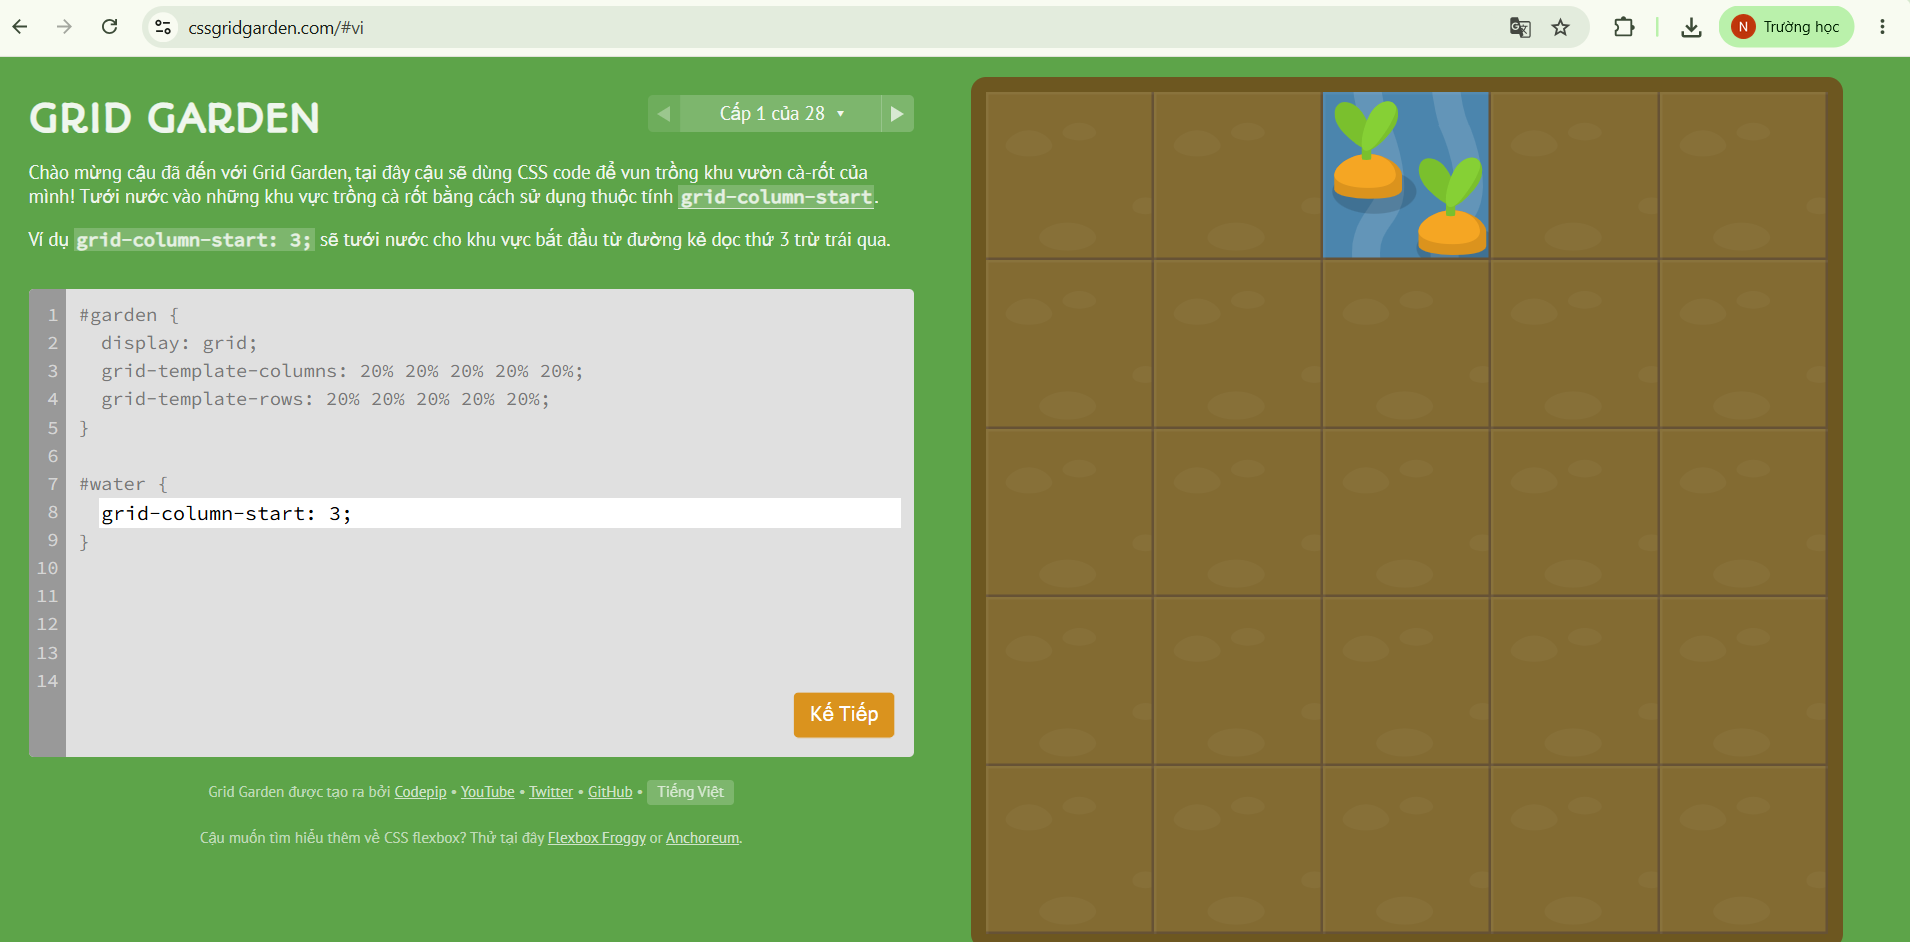 cssgridgarden.com/#vi
N Trường học
GRID GARDEN
Cấp 1 của 28 ▾
Chào mừng cậu đã đến với Grid Garden, tại đây cậu sẽ dùng CSS code để vun trồng khu vườn cà-rốt của
mình! Tưới nước vào những khu vực trồng cà rốt bằng cách sử dụng thuộc tính grid-column-start.
Ví dụ grid-column-start: 3; sẽ tưới nước cho khu vực bắt đầu từ đường kẻ dọc thứ 3 trừ trái qua.
1 #garden {
2 display: grid;
3 grid-template-columns: 20% 20% 20% 20% 20%;
4 grid-template-rows: 20% 20% 20% 20% 20%;
5 }
6
7 #water {
8 grid-column-start: 3;
9 }
10
11
12
13
14
Kế Tiếp
Grid Garden được tạo ra bởi Codepip • YouTube • Twitter • GitHub • Tiếng Việt
Cậu muốn tìm hiểu thêm về CSS flexbox? Thử tại đây Flexbox Froggy or Anchoreum.